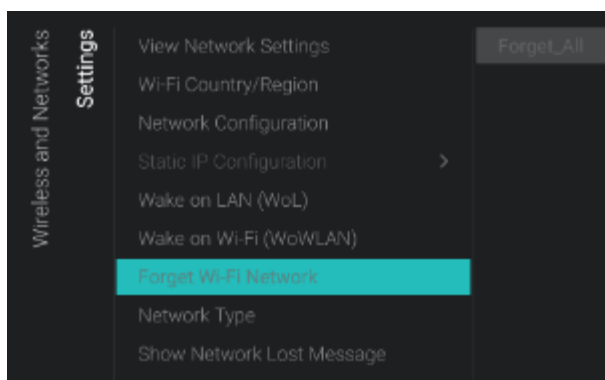 Wireless and Networks
Settings
View Network Settings
Wi-Fi Country/Region
Network Configuration
Static IP Configuration
Wake on LAN (WoL)
Wake on Wi-Fi (WoWLAN)
Forget Wi-Fi Network
Network Type
Show Network Lost Message
Forget_All